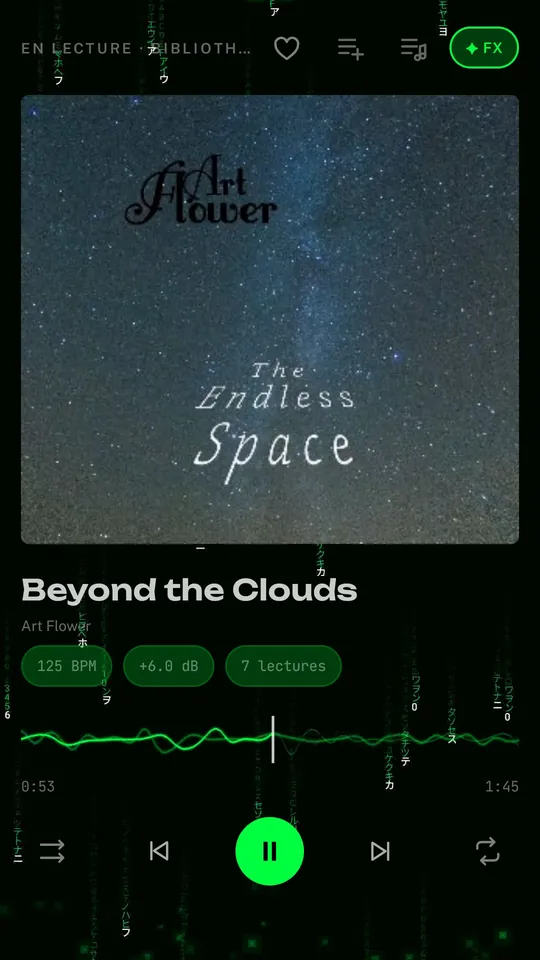 EN LECTURE · BIBLIOTH…
FX
Art
Flower
The
Endless
Space
Beyond the Clouds
Art Flower
125 BPM
+6.0 dB
7 lectures
0:53
1:45